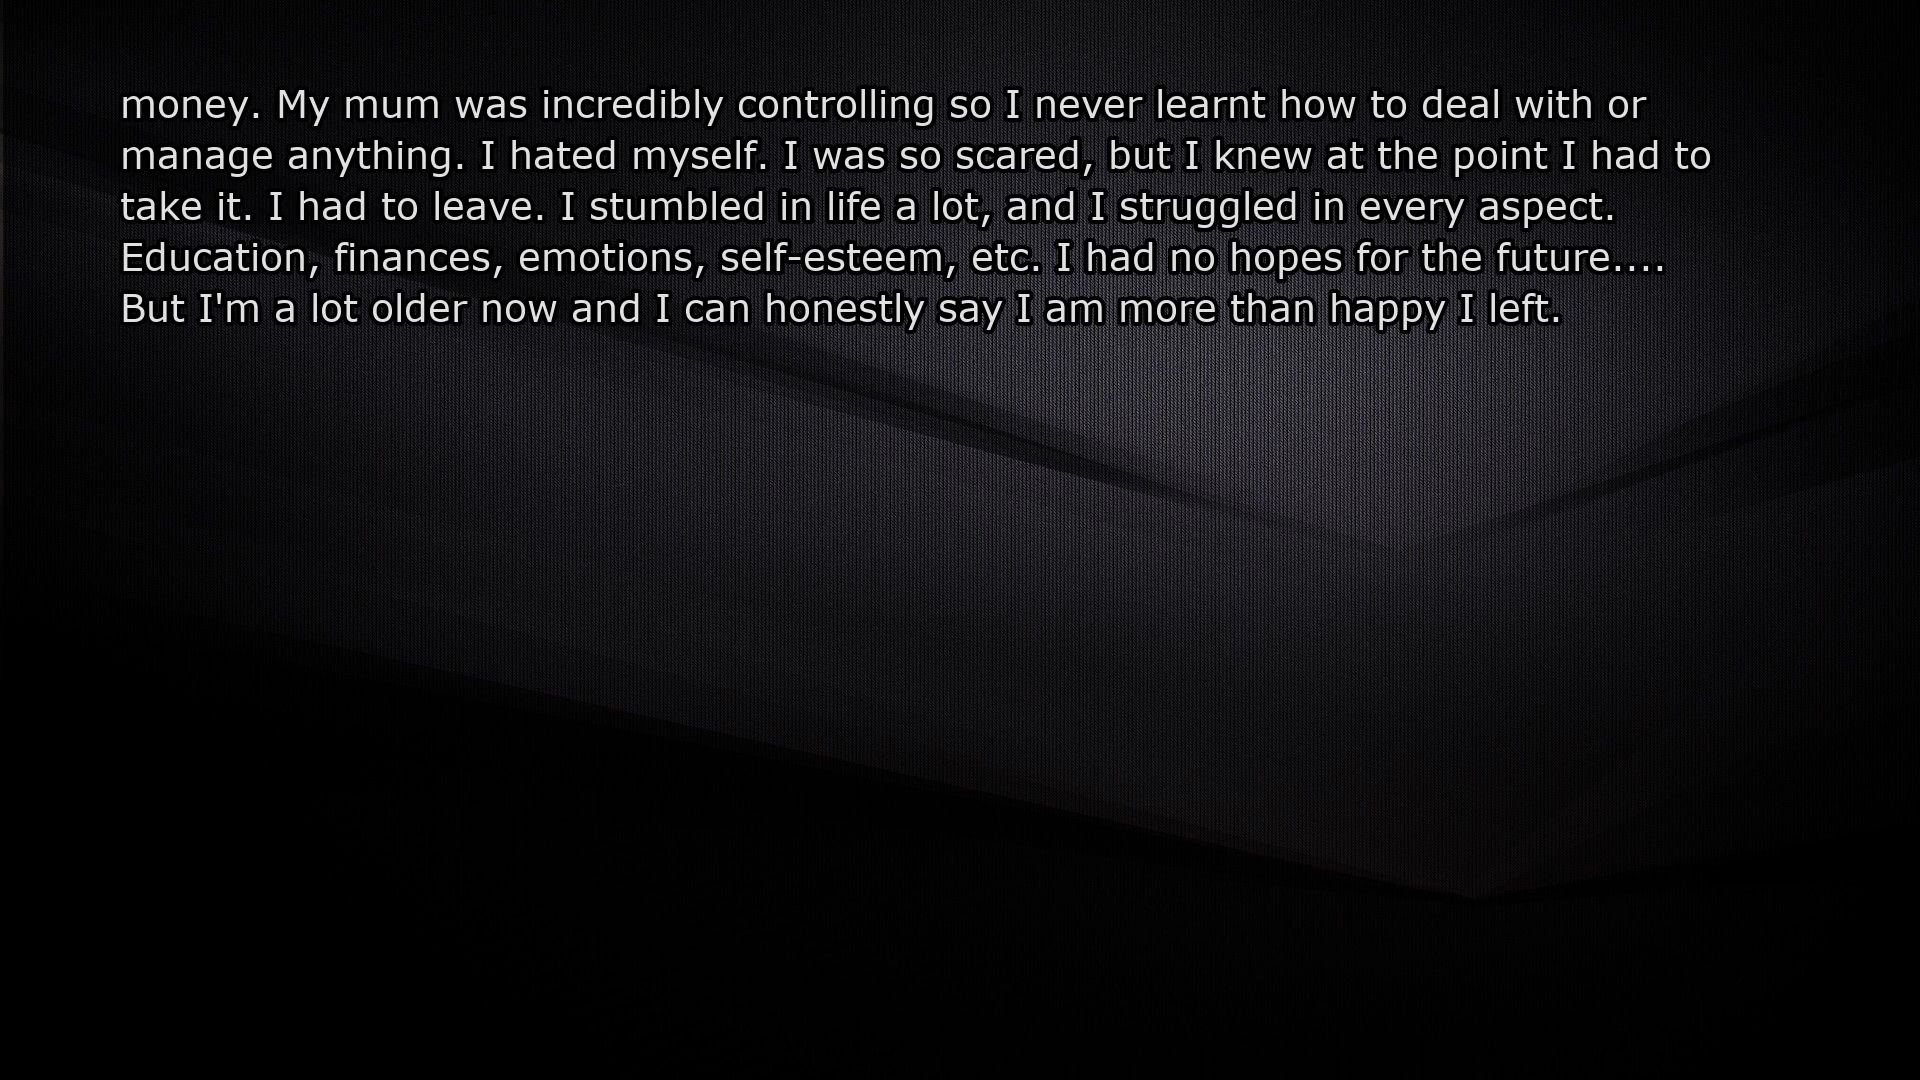 money. My mum was incredibly controlling so I never learnt how to deal with or
manage anything. I hated myself. I was so scared, but I knew at the point I had to
take it. I had to leave. I stumbled in life a lot, and I struggled in every aspect.
Education, finances, emotions, self-esteem, etc. I had no hopes for the future....
But I'm a lot older now and I can honestly say I am more than happy I left.